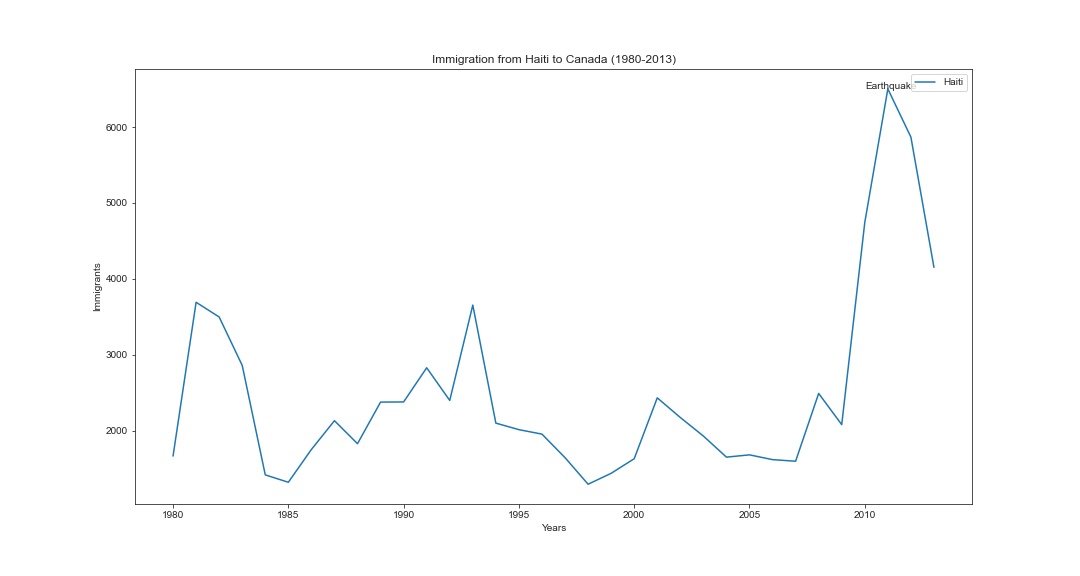 Immigration from Haiti to Canada (1980-2013)
Earthquake
Haiti
6000
5000
4000
3000
2000
Immigrants
1980 1985 1990 1995 2000 2005 2010
Years